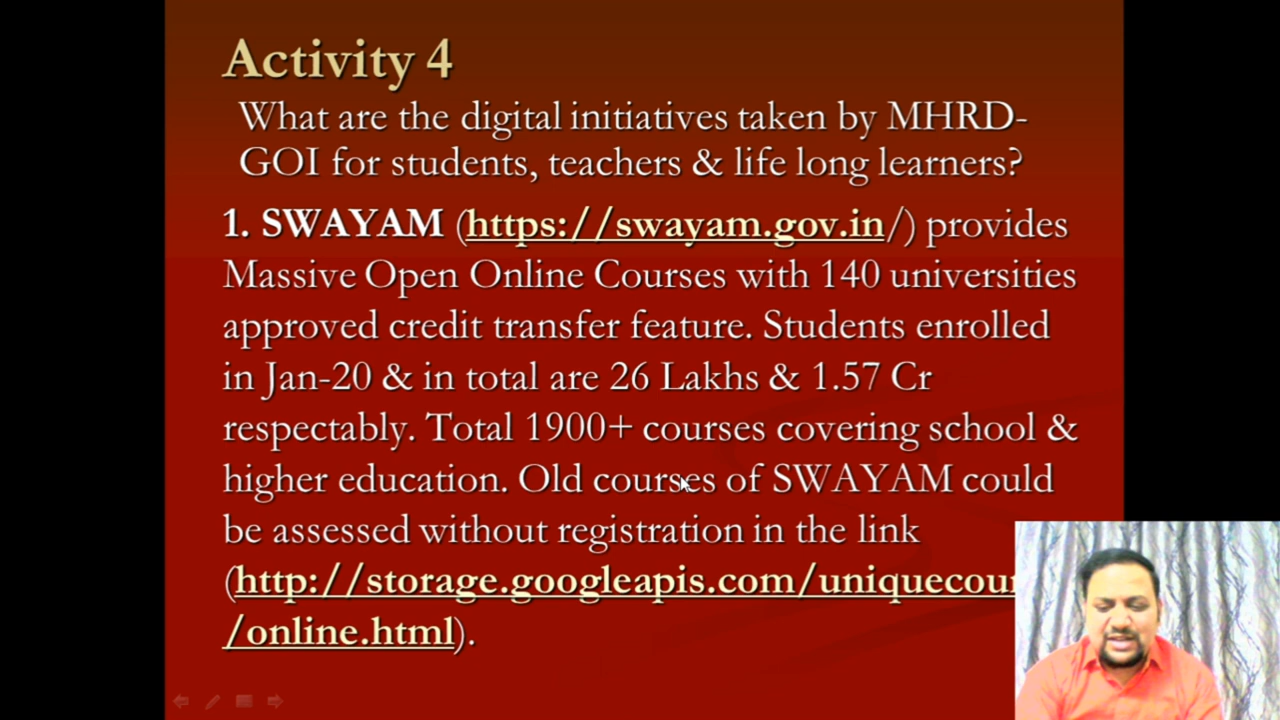 Activity 4
What are the digital initiatives taken by MHRD-
GOI for students, teachers & life long learners?
1. SWAYAM (https://swayam.gov.in/) provides
Massive Open Online Courses with 140 universities
approved credit transfer feature. Students enrolled
in Jan-20 & in total are 26 Lakhs & 1.57 Cr
respectably. Total 1900+ courses covering school &
higher education. Old courses of SWAYAM could
be assessed without registration in the link
(http://storage.googleapis.com/uniquecou
/online.html).